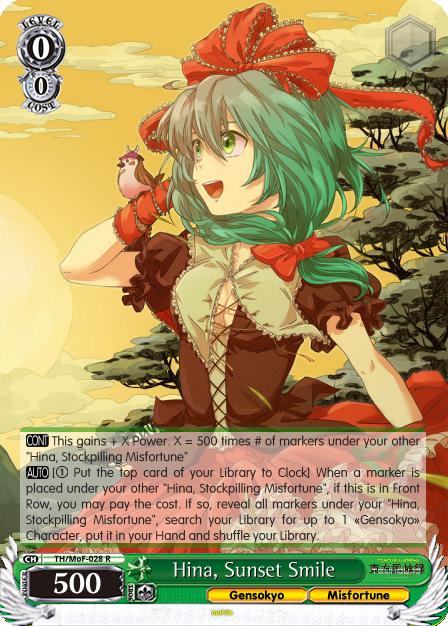 LEVEL
0
0
COST
CONT This gains + X Power. X = 500 times # of markers under your other
"Hina, Stockpilling Misfortune"
AUTO [① Put the top card of your Library to Clock] When a marker is
placed under your other "Hina, Stockpilling Misfortune", if this is in Front
Row, you may pay the cost. If so, reveal all markers under your "Hina,
Stockpilling Misfortune", search your Library for up to 1 «Gensokyo»
Character, put it in your Hand and shuffle your Library.
CH TH/MoF-028 R
POWER 500 SOUL Hina, Sunset Smile
Gensokyo Misfortune